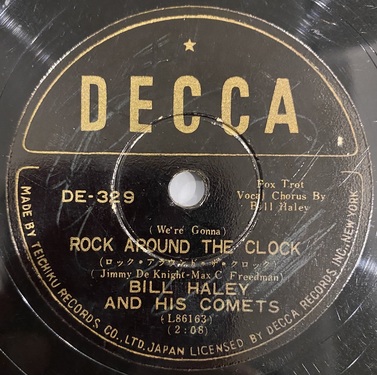 DECCA
DE-329
Fox Trot
Vocal Chorus By
Bill Haley
(We're Gonna)
ROCK AROUND THE CLOCK
(ロック・アラウンド・ザ・クロック)
(Jimmy De Knight-Max C Freedman)
BILL HALEY
AND HIS COMETS
(L86163)
(2:08)
MADE BY TEICHIKU RECORDS CO., LTD. JAPAN LICENSED BY DECCA RECORDS INC. NEW YORK